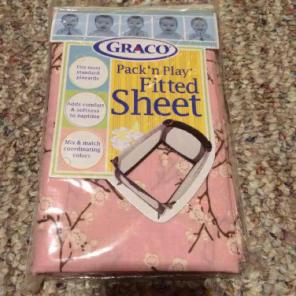 GRACO
Pack'n Play®
Fitted
Sheet
Fits most
standard
playards
Adds comfort
& softness
to naptime
Mix & match
coordinating
colors